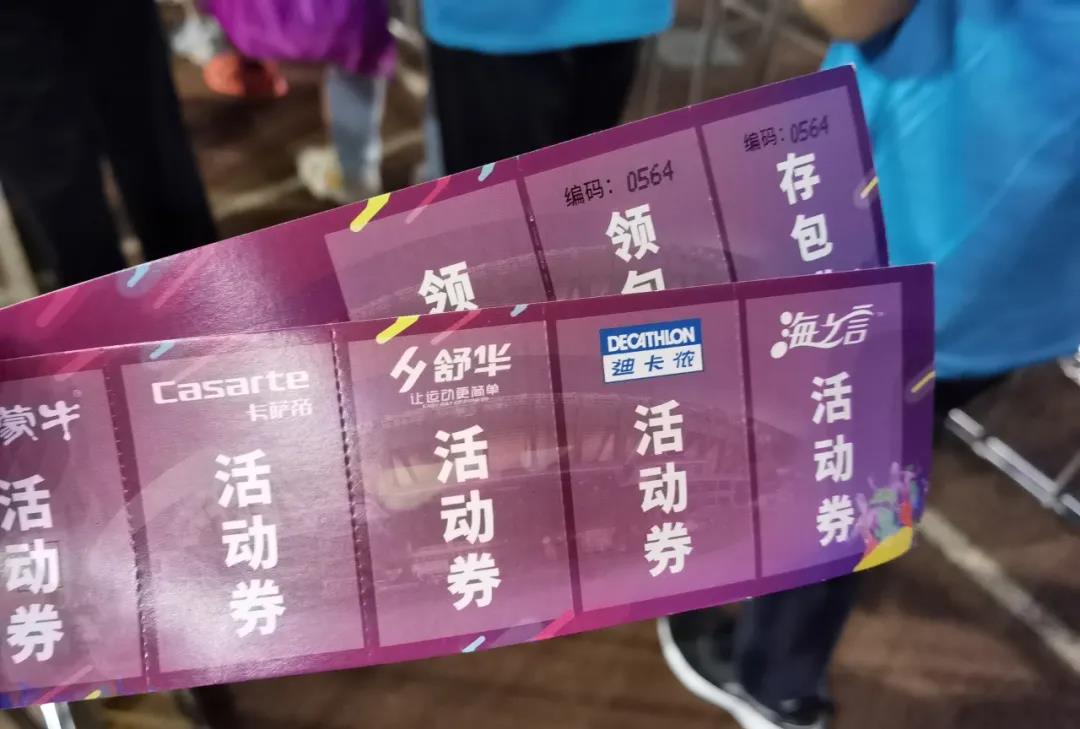 领
编码：0564
领包
编码：0564
存包
蒙牛
活动券
Casarte
卡萨帝
活动券
舒华
让运动更简单
活动券
DECATHLON
迪卡侬
活动券
海之言
活动券